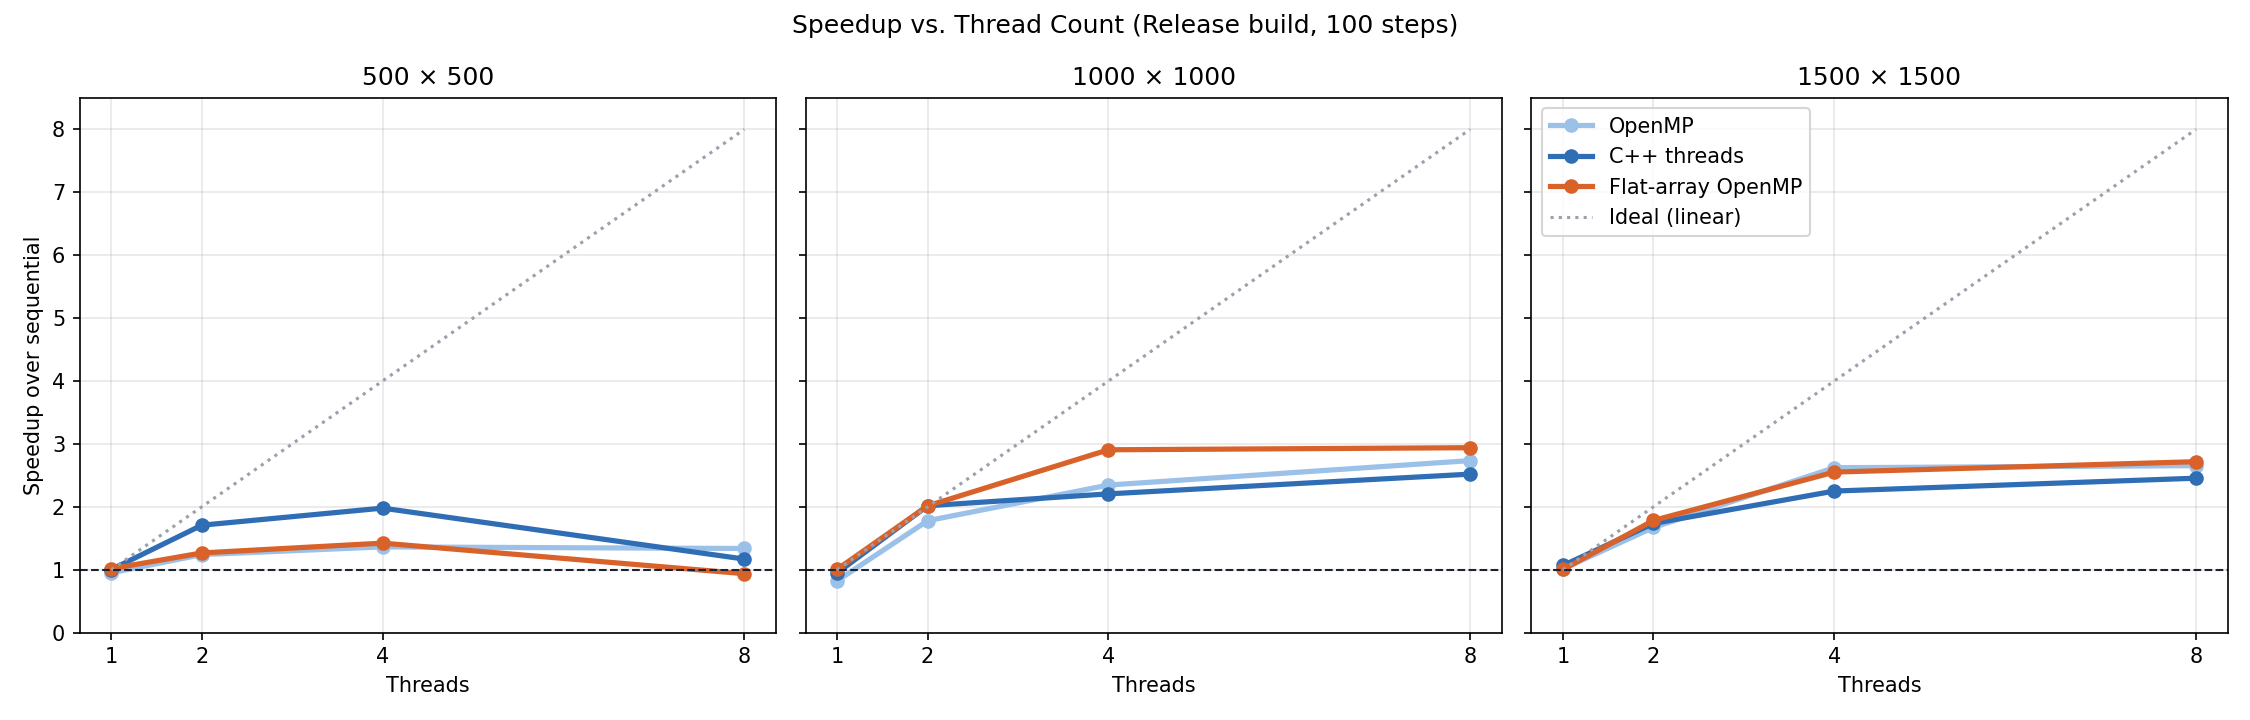 Speedup vs. Thread Count (Release build, 100 steps)
500 × 500
1000 × 1000
1500 × 1500
Speedup over sequential
8
7
6
5
4
3
2
1
0
OpenMP
C++ threads
Flat-array OpenMP
Ideal (linear)
1 2 4 8
1 2 4 8
1 2 4 8
Threads
Threads
Threads